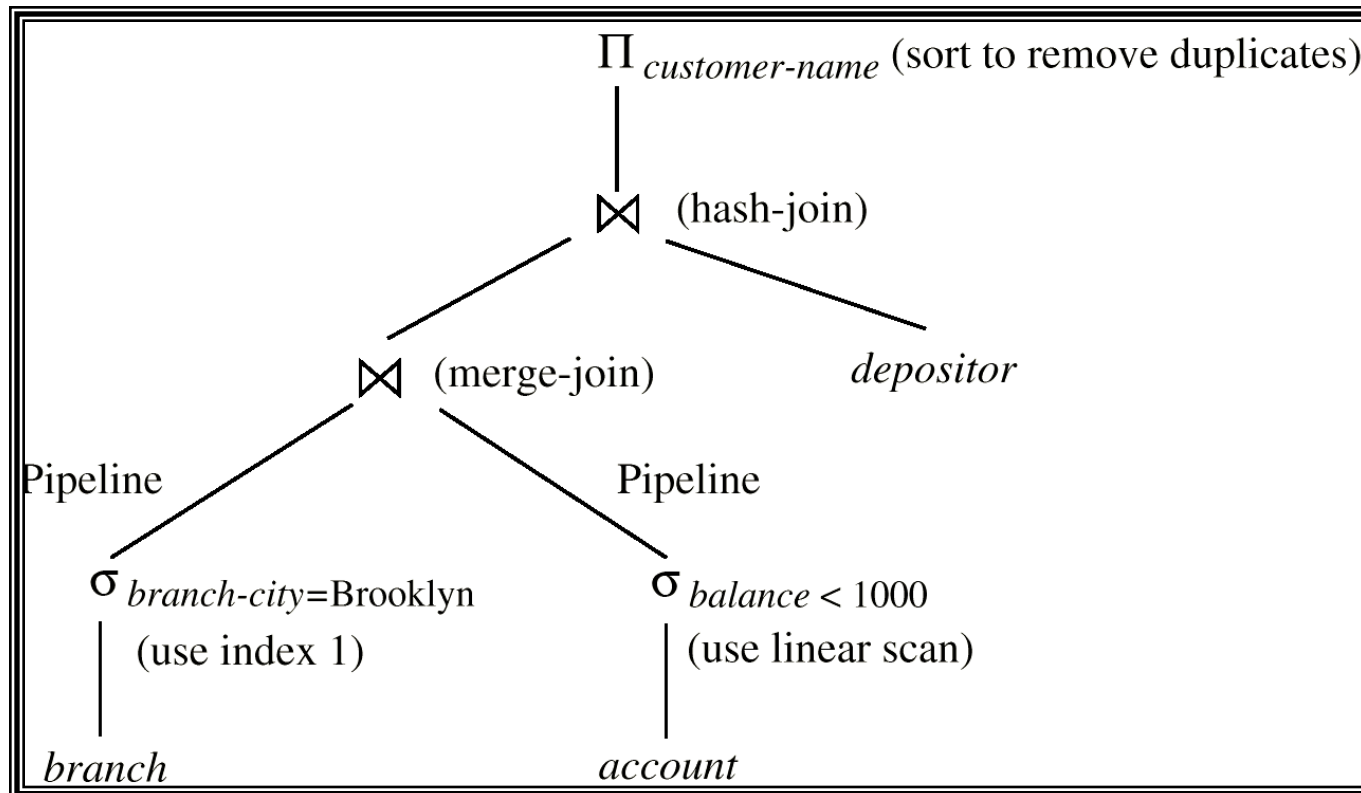 Π customer-name (sort to remove duplicates)
⋈ (hash-join)
⋈ (merge-join)
depositor
Pipeline
Pipeline
σ branch-city=Brooklyn
σ balance < 1000
(use index 1)
(use linear scan)
branch
account